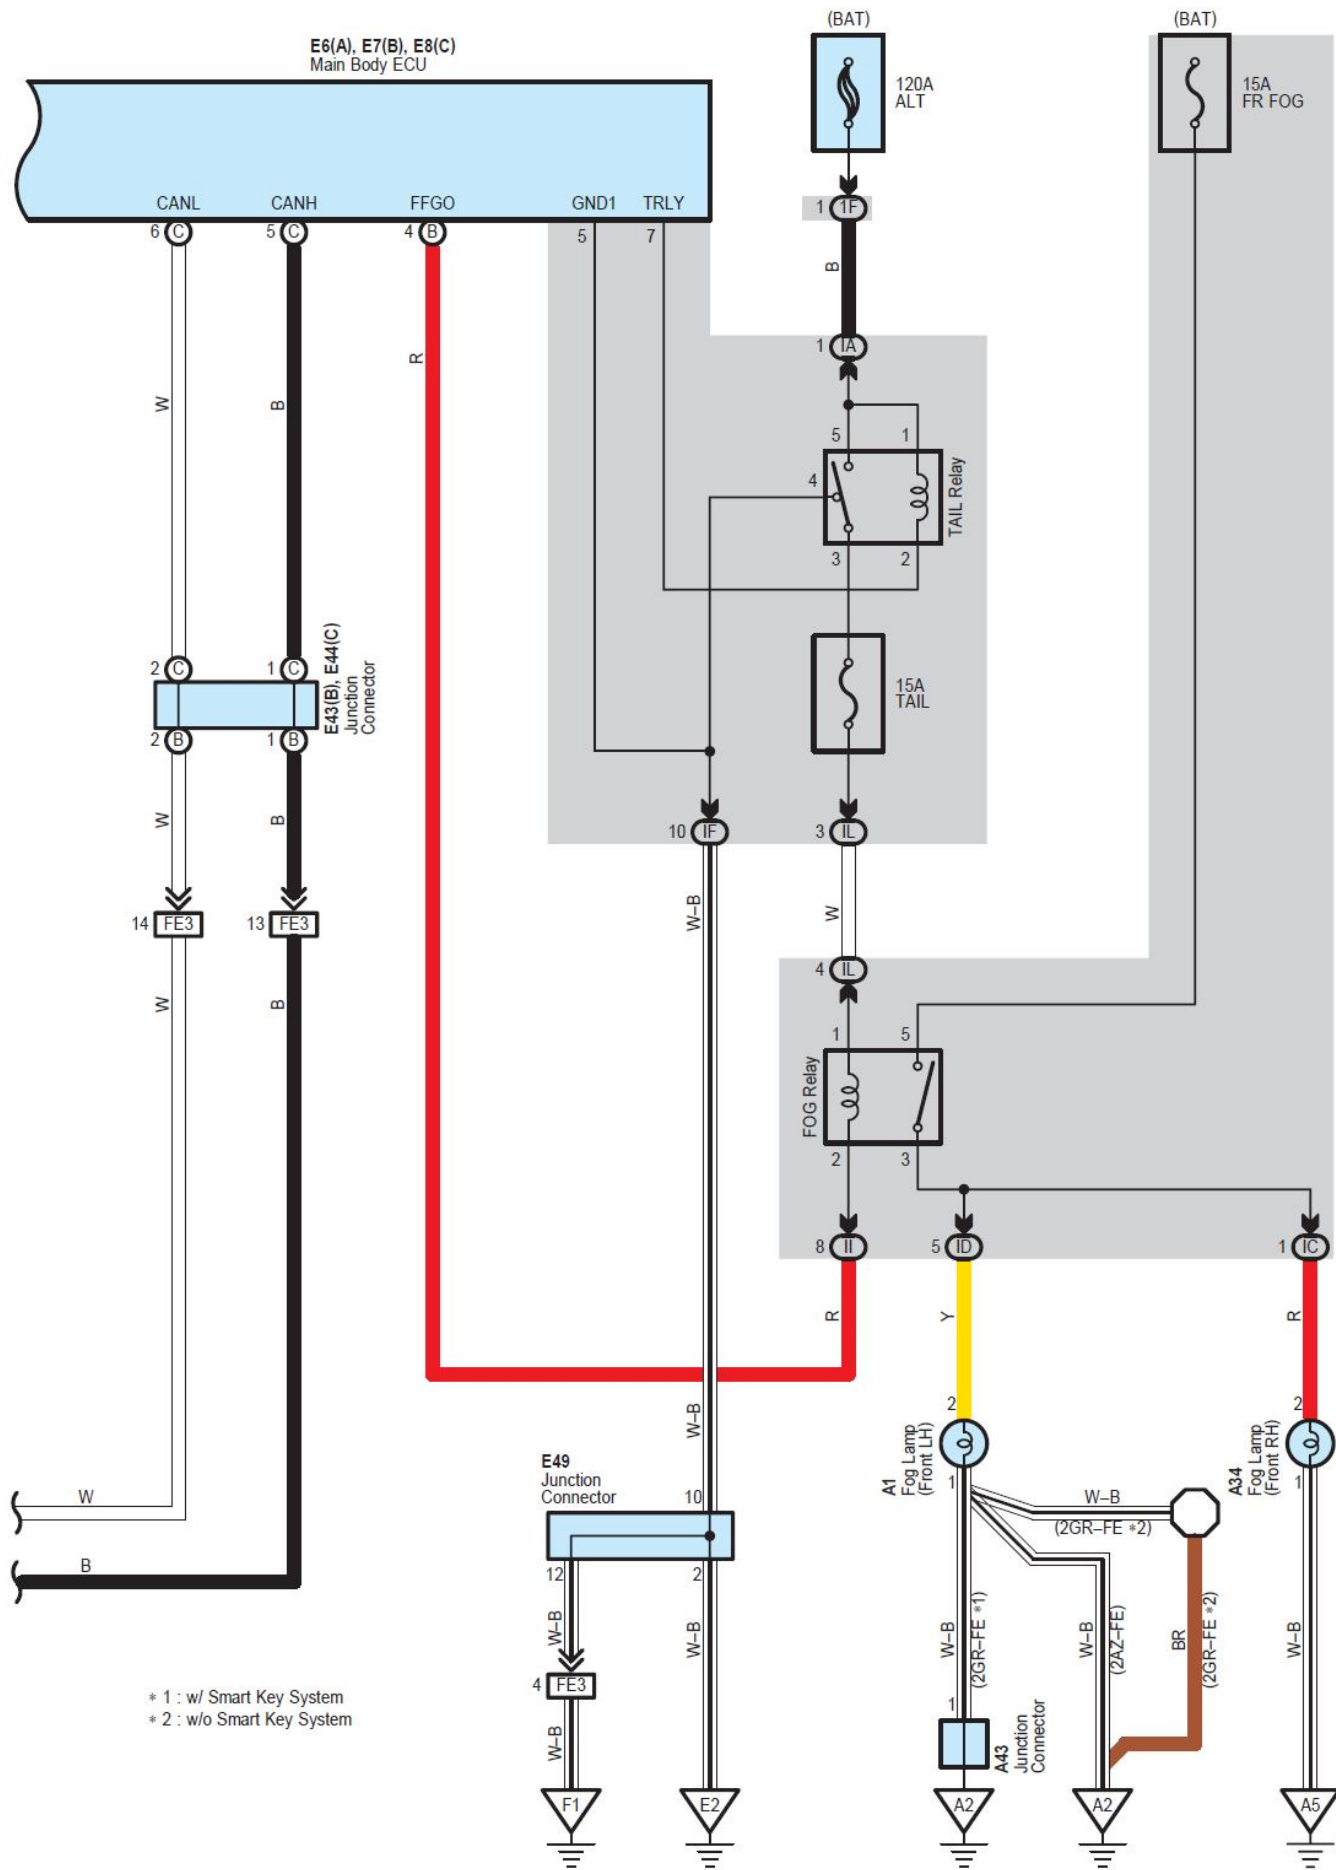 E6(A), E7(B), E8(C)
Main Body ECU
(BAT)
(BAT)
120A
ALT
15A
FR FOG
CANL
CANH
FFGO
GND1
TRLY
6 C
5 C
4 B
5
7
1 1F
B
R
1 IA
W
B
5
1
4
TAIL Relay
3
2
2 C
1 C
E43(B), E44(C)
Junction
Connector
15A
TAIL
2 B
1 B
W
B
10 IF
3 IL
14 FE3
13 FE3
W–B
W
4 IL
W
B
1
5
FOG Relay
2
3
8 II
5 ID
1 IC
R
Y
R
W–B
2
2
A1
Fog Lamp
(Front LH)
A34
Fog Lamp
(Front RH)
E49
Junction
Connector
10
1
1
W
W–B
(2GR–FE *2)
B
12
2
W–B
W–B
W–B
(2GR–FE *1)
W–B
(2AZ–FE)
BR
(2GR–FE *2)
W–B
4 FE3
* 1 : w/ Smart Key System
* 2 : w/o Smart Key System
1
A43
Junction
Connector
W–B
F1
E2
A2
A2
A5